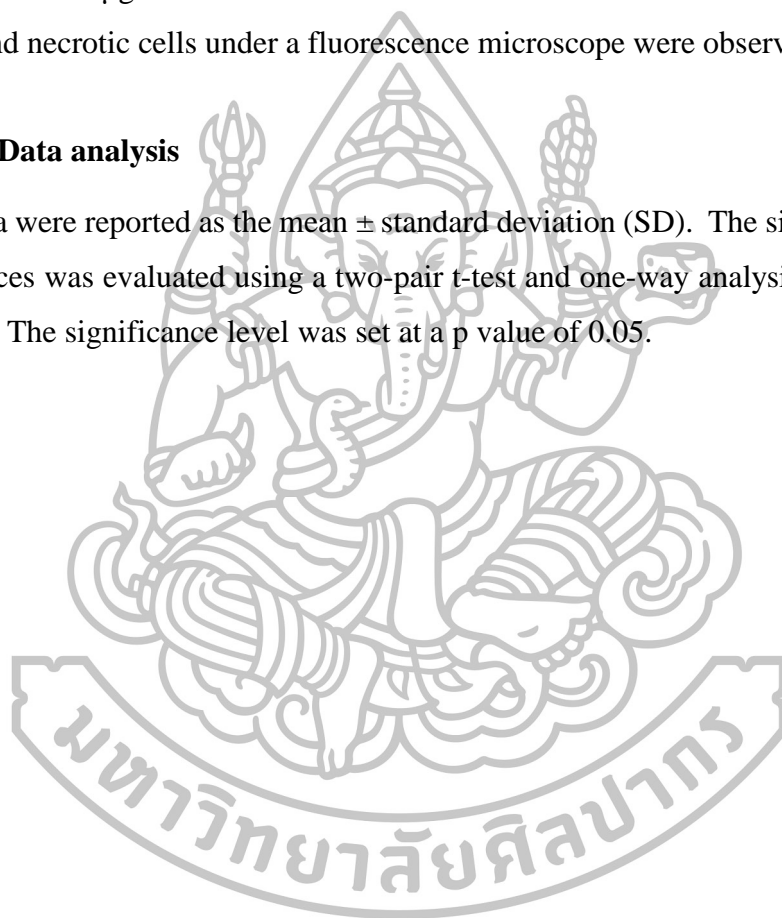 nd necrotic cells under a fluorescence microscope were observ
Data analysis
a were reported as the mean ± standard deviation (SD). The si
ces was evaluated using a two-pair t-test and one-way analysi
The significance level was set at a p value of 0.05.
มหาวิทยาลัยศิลปากร